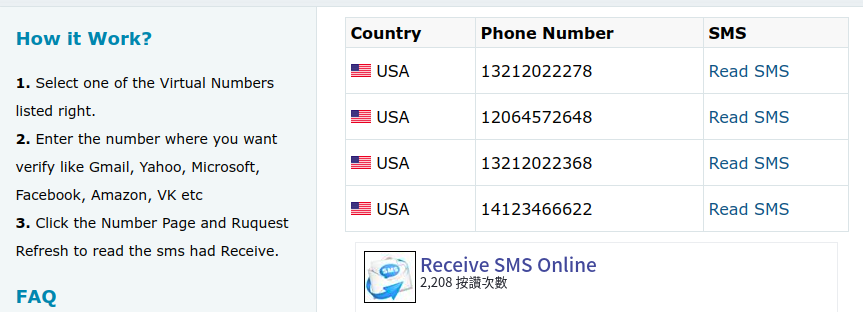 How it Work?
1. Select one of the Virtual Numbers
listed right.
2. Enter the number where you want
verify like Gmail, Yahoo, Microsoft,
Facebook, Amazon, VK etc
3. Click the Number Page and Ruquest
Refresh to read the sms had Receive.
FAQ
Country Phone Number SMS
USA 13212022278 Read SMS
USA 12064572648 Read SMS
USA 13212022368 Read SMS
USA 14123466622 Read SMS
SMS
Receive SMS Online
2,208 按讚次數